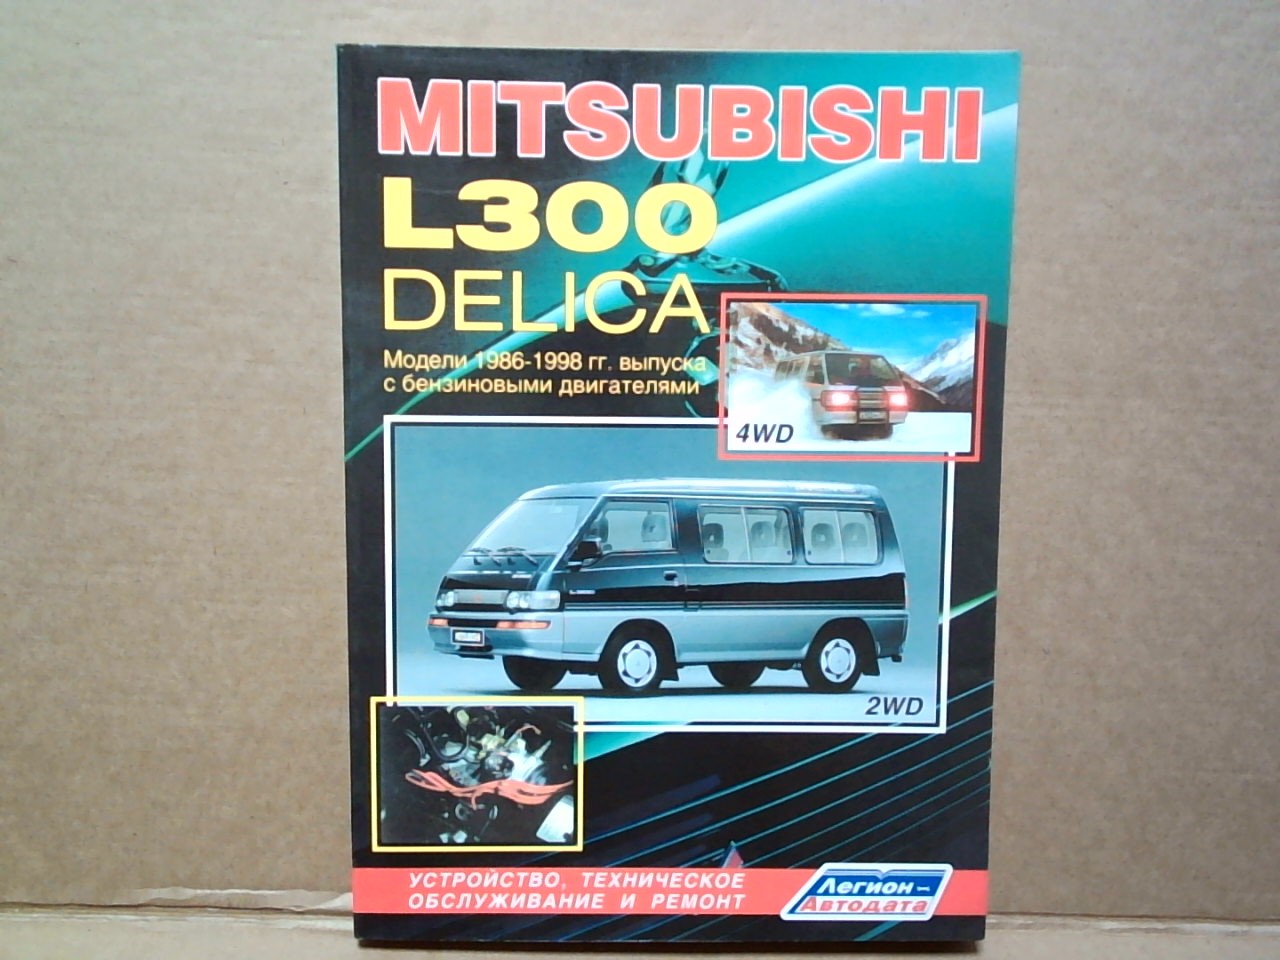 MITSUBISHI
L300
DELICA
Модели 1986-1998 гг. выпуска
с бензиновыми двигателями
4WD
2WD
УСТРОЙСТВО, ТЕХНИЧЕСКОЕ
ОБСЛУЖИВАНИЕ И РЕМОНТ
Легион-
Автодата